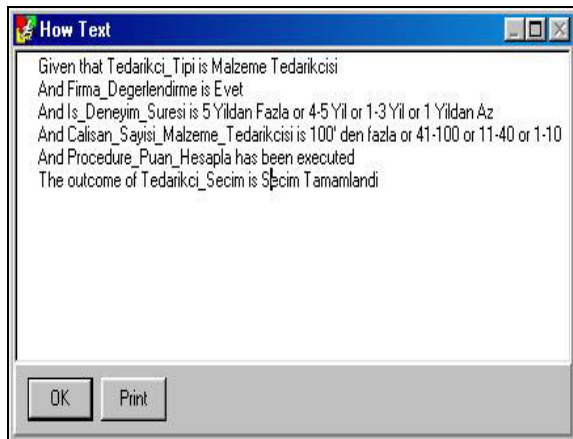 How Text
Given that Tedarikci_Tipi is Malzeme Tedarikcisi
And Firma_Degerlendirme is Evet
And Is_Deneyim_Suresi is 5 Yildan Fazla or 4-5 Yil or 1-3 Yil or 1 Yildan Az
And Calisan_Sayisi_Malzeme_Tedarikcisi is 100' den fazla or 41-100 or 11-40 or 1-10
And Procedure_Puan_Hesapla has been executed
The outcome of Tedarikci_Secim is Secim Tamamlandi
OK Print